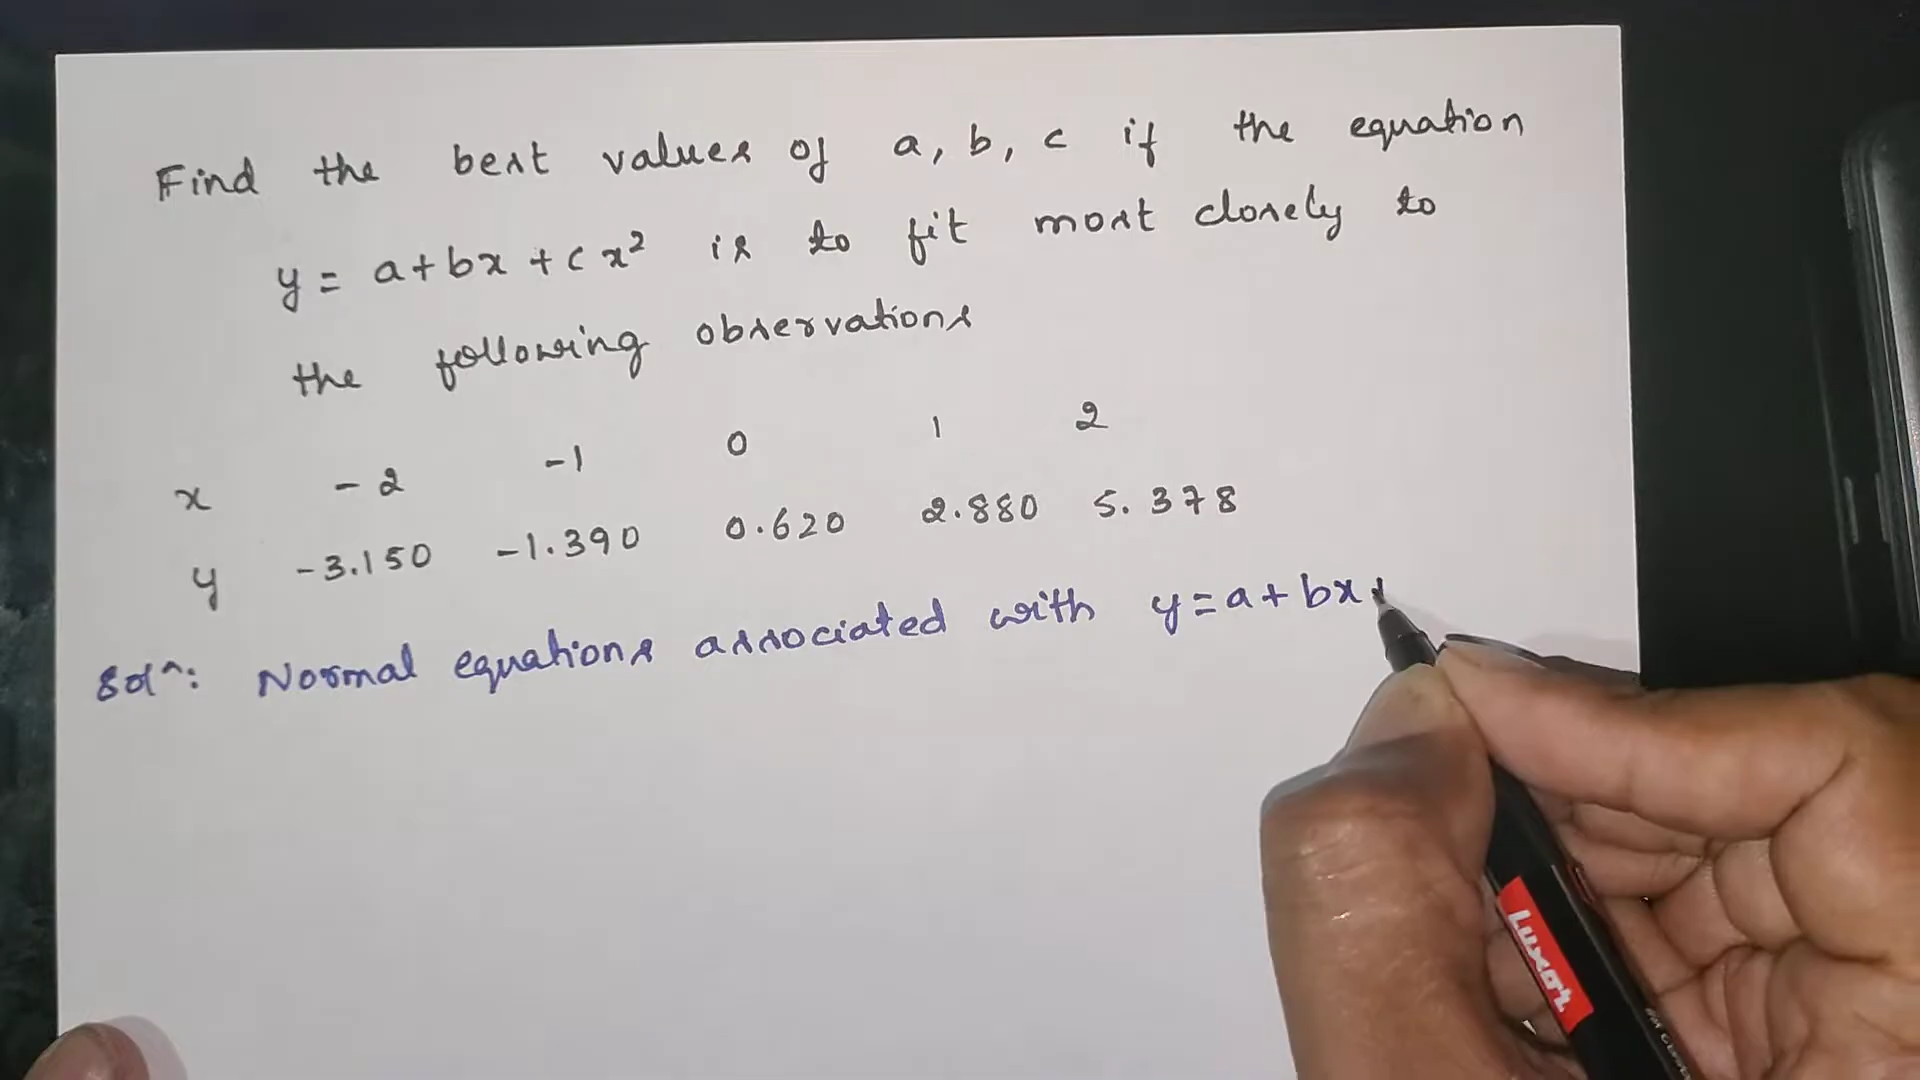 Find the best values of a, b, c if the equation
y = a+bx+cx² is to fit most closely to
the following observations
x -2 -1 0 1 2
y -3.150 -1.390 0.620 2.880 5.378
Solⁿ: Normal equations associated with y=a+bx+
Luxor